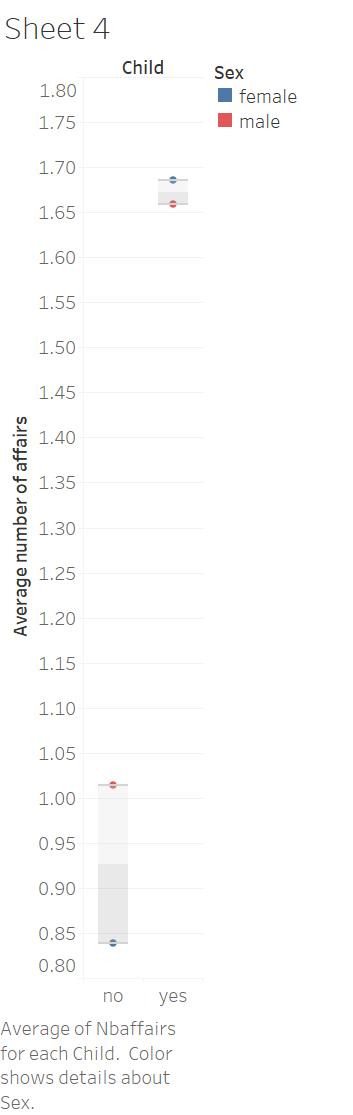 Sheet 4
Child
Sex
female
male
1.80
1.75
1.70
1.65
1.60
1.55
1.50
1.45
1.40
1.35
1.30
1.25
1.20
1.15
1.10
1.05
1.00
0.95
0.90
0.85
0.80
Average number of affairs
no yes
Average of Nbaffairs
for each Child. Color
shows details about
Sex.